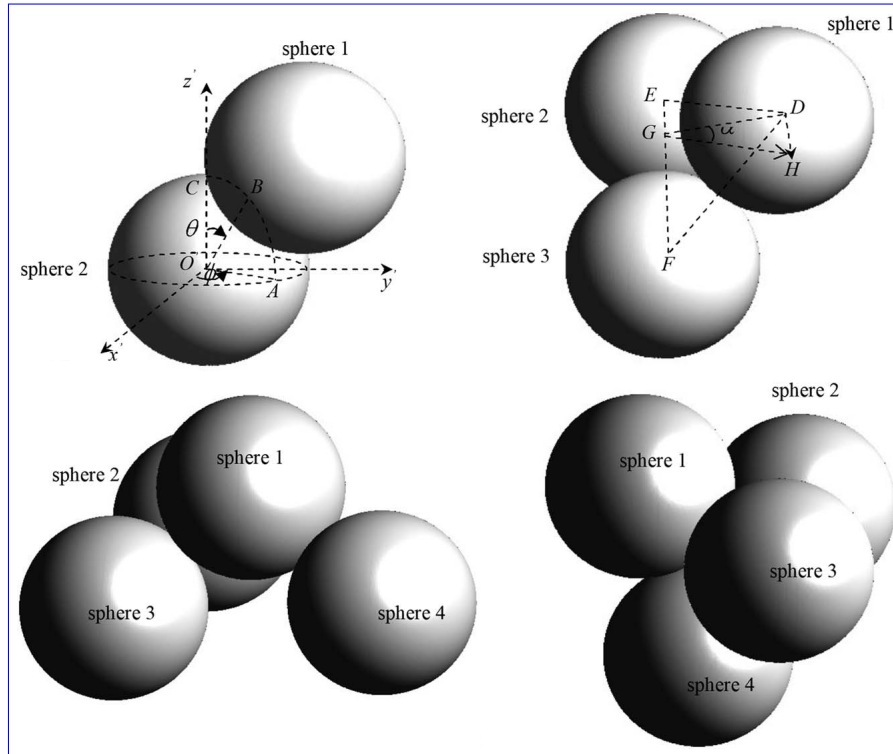 sphere 1
z'
C
B
θ
sphere 2
O
ϕ
A
y
x'
sphere 1
sphere 2
E
D
G
α
H
sphere 3
F
sphere 2
sphere 1
sphere 3
sphere 4
sphere 2
sphere 1
sphere 3
sphere 4